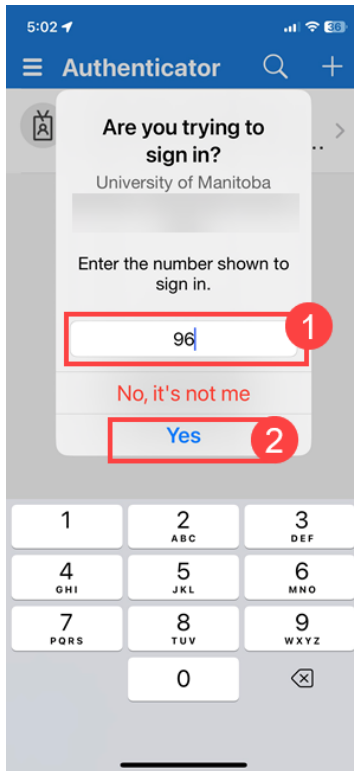 5:02
36
Authenticator
Are you trying to
sign in?
University of Manitoba
..
Enter the number shown to
sign in.
96
1
No, it's not me
Yes
2
1
2
ABC
3
DEF
4
GHI
5
JKL
6
MNO
7
PQRS
8
TUV
9
WXYZ
0